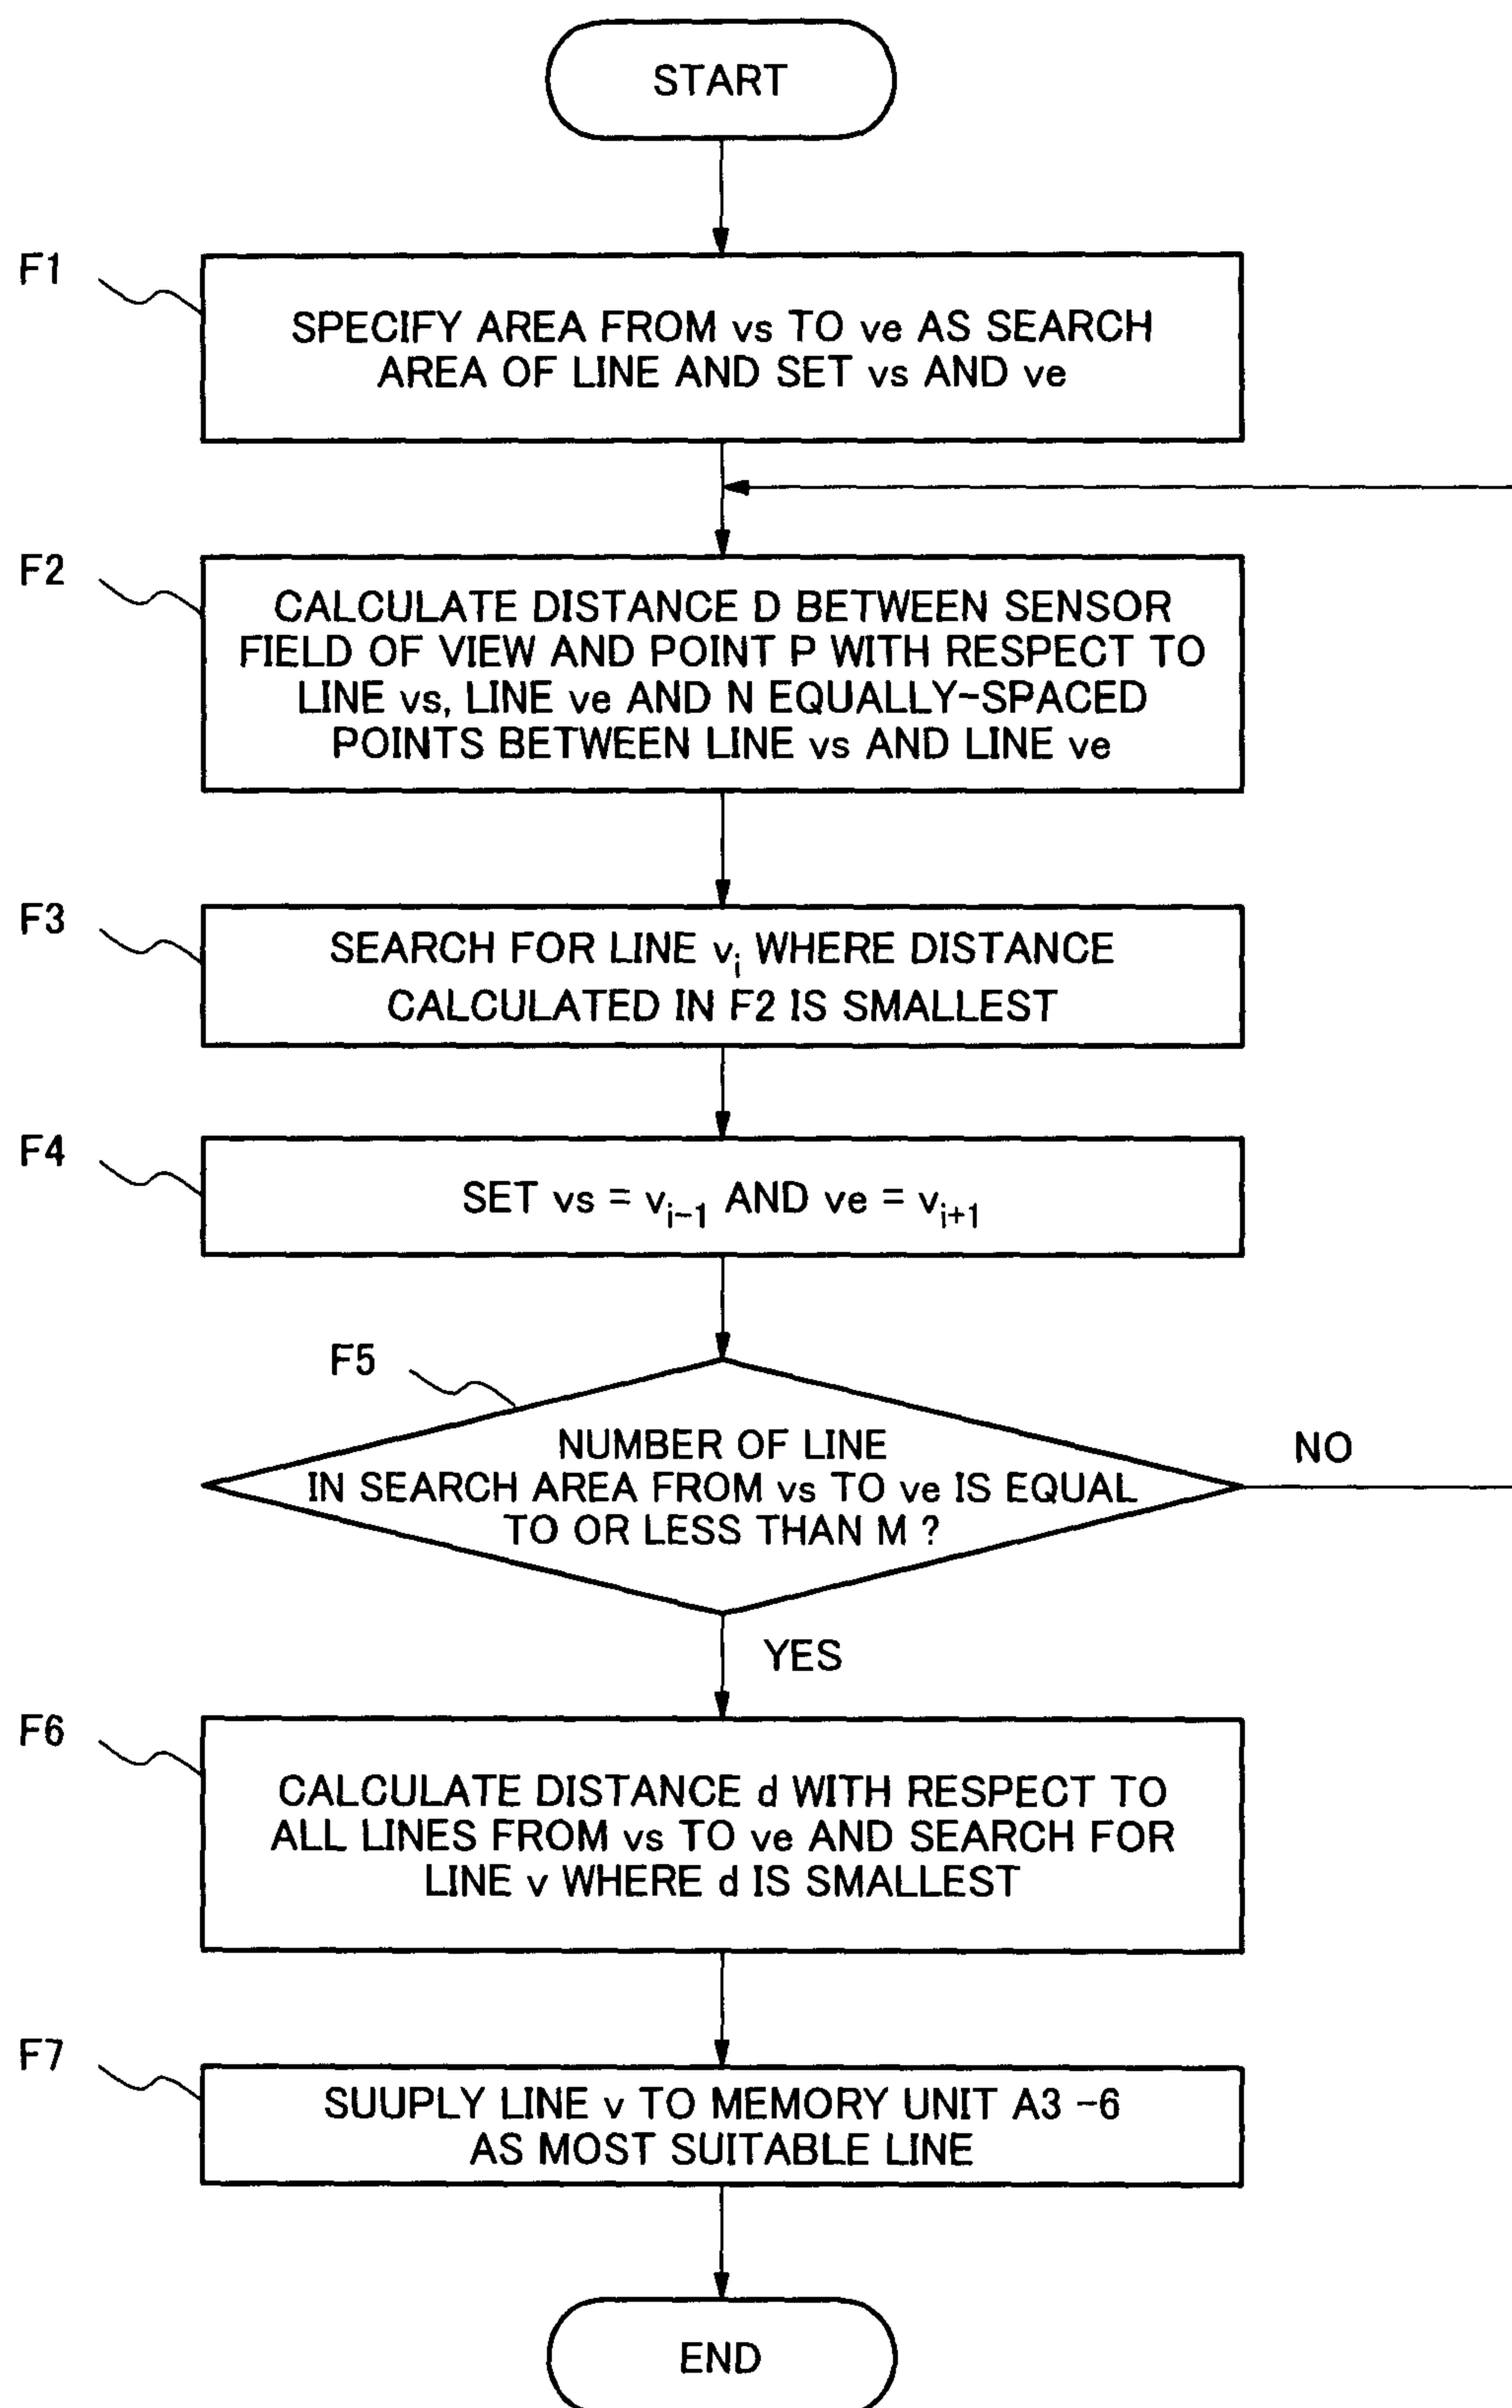 START
F1
SPECIFY AREA FROM vs TO ve AS SEARCH
AREA OF LINE AND SET vs AND ve
F2
CALCULATE DISTANCE D BETWEEN SENSOR
FIELD OF VIEW AND POINT P WITH RESPECT TO
LINE vs, LINE ve AND N EQUALLY-SPACED
POINTS BETWEEN LINE vs AND LINE ve
F3
SEARCH FOR LINE vi WHERE DISTANCE
CALCULATED IN F2 IS SMALLEST
F4
SET vs = vi-1 AND ve = vi+1
F5
NUMBER OF LINE
IN SEARCH AREA FROM vs TO ve IS EQUAL
TO OR LESS THAN M ?
NO
YES
F6
CALCULATE DISTANCE d WITH RESPECT TO
ALL LINES FROM vs TO ve AND SEARCH FOR
LINE v WHERE d IS SMALLEST
F7
SUUPLY LINE v TO MEMORY UNIT A3 -6
AS MOST SUITABLE LINE
END